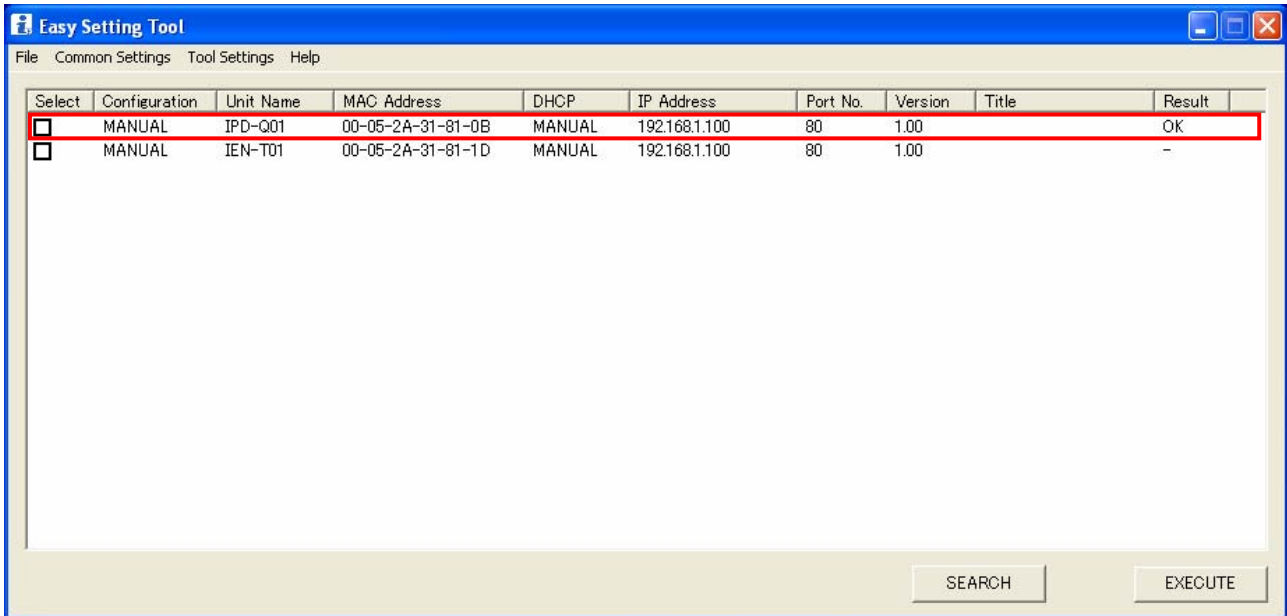 Easy Setting Tool
File Common Settings Tool Settings Help
Select Configuration Unit Name MAC Address DHCP IP Address Port No. Version Title Result
MANUAL IPD-Q01 00-05-2A-31-81-0B MANUAL 192.168.1.100 80 1.00 OK
MANUAL IEN-T01 00-05-2A-31-81-1D MANUAL 192.168.1.100 80 1.00 -
SEARCH EXECUTE